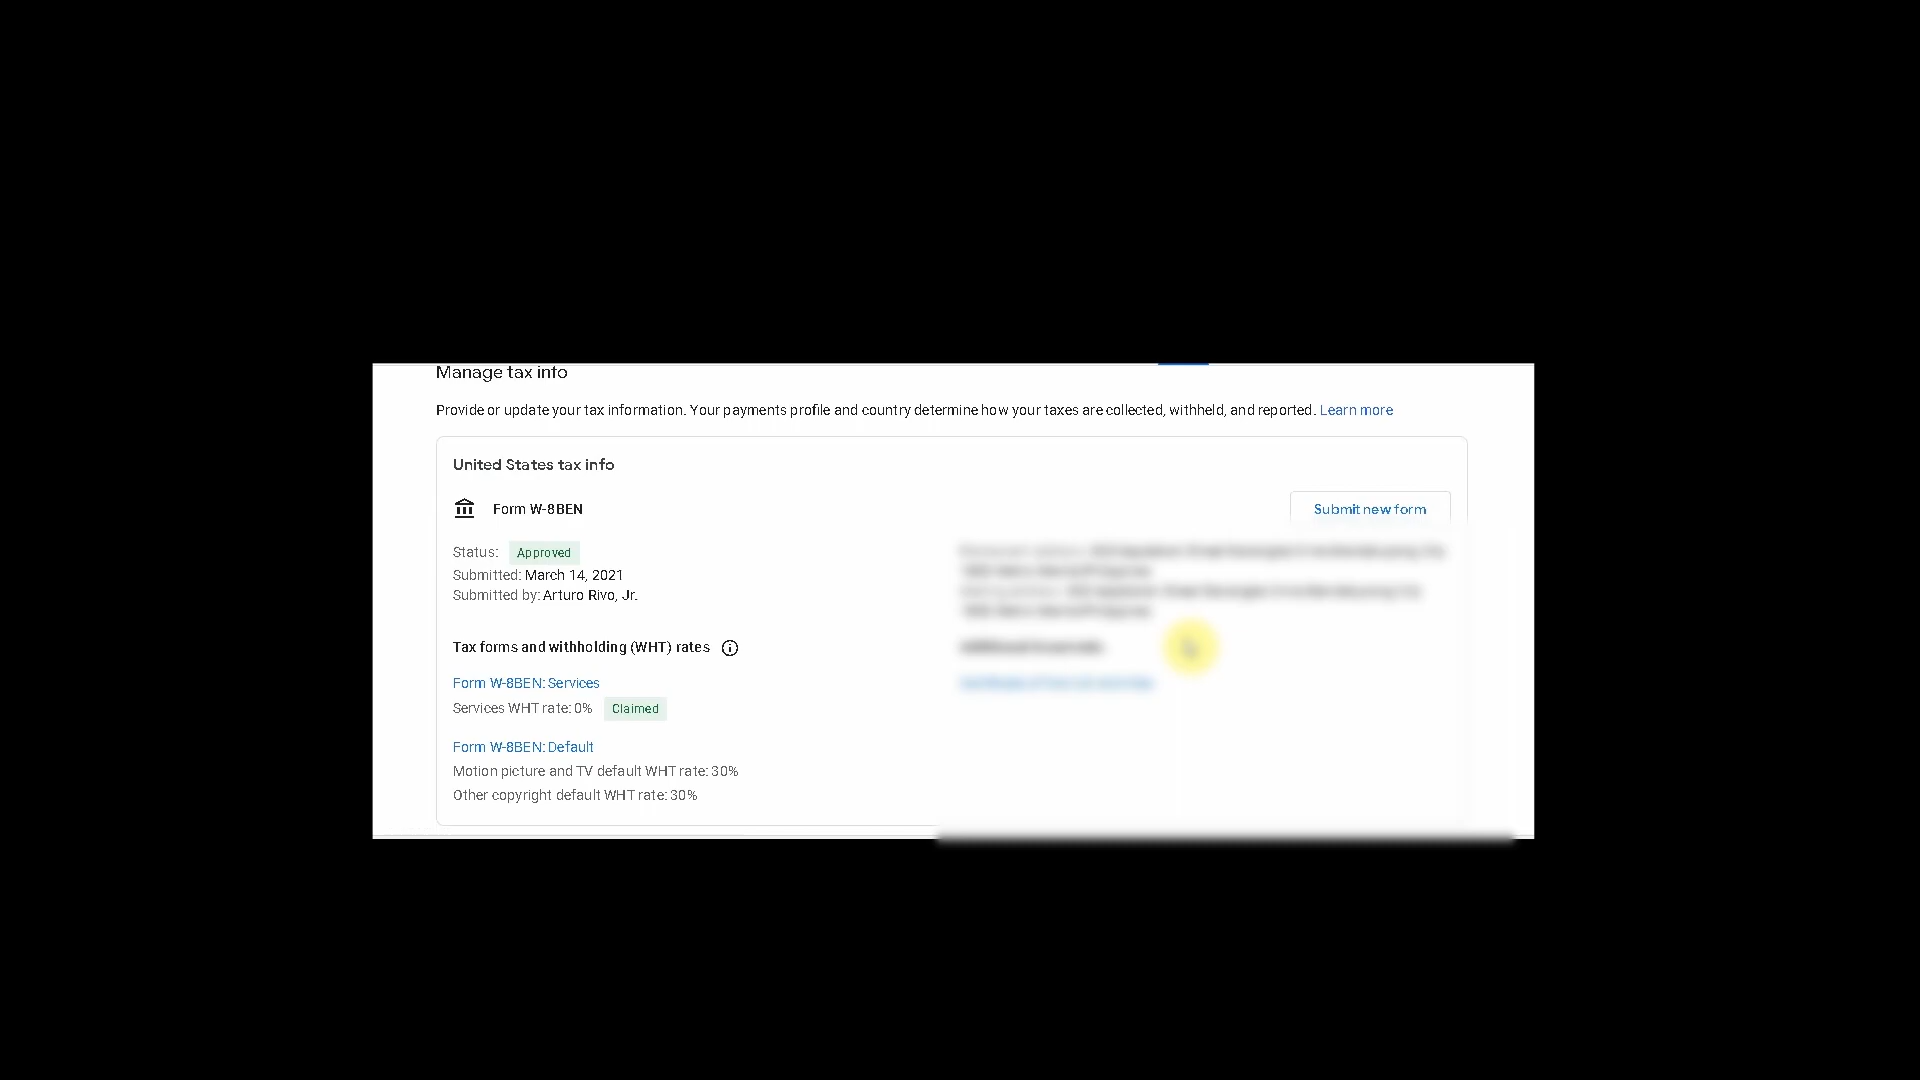 Manage tax info
Provide or update your tax information. Your payments profile and country determine how your taxes are collected, withheld, and reported. Learn more
United States tax info
Form W-8BEN
Submit new form
Status: Approved
Submitted: March 14, 2021
Submitted by: Arturo Rivo, Jr.
Tax forms and withholding (WHT) rates
Form W-8BEN: Services
Services WHT rate: 0% Claimed
Form W-8BEN: Default
Motion picture and TV default WHT rate: 30%
Other copyright default WHT rate: 30%